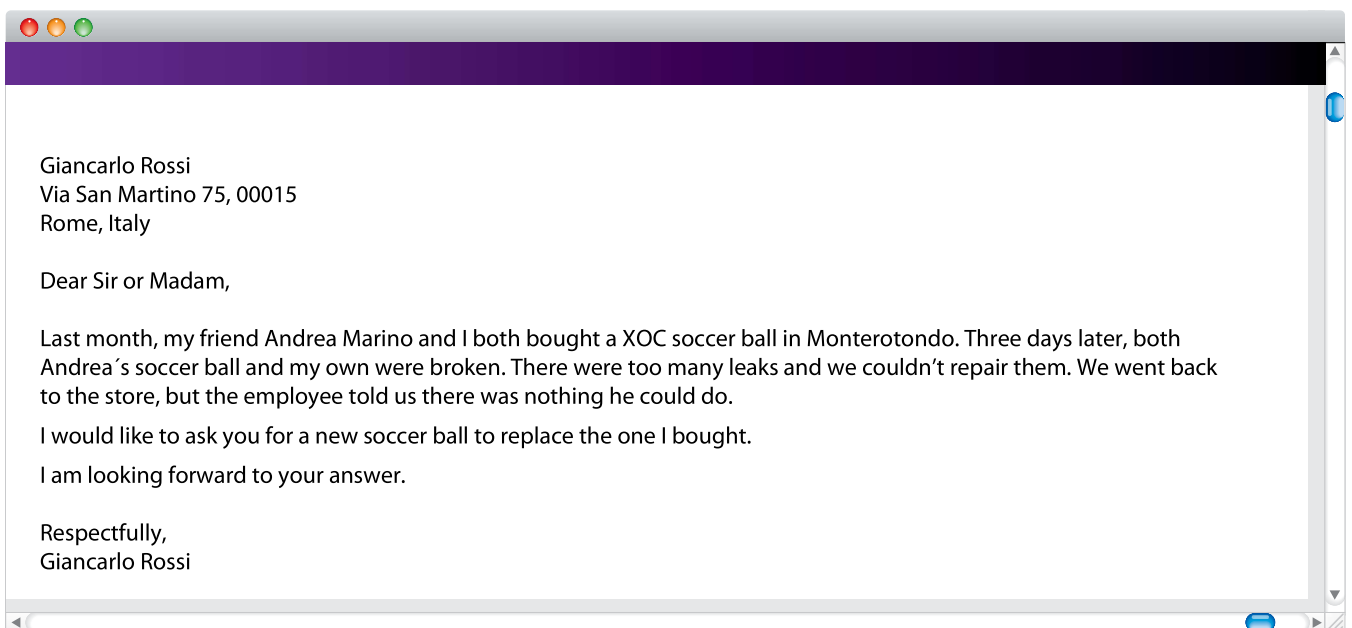 Giancarlo Rossi
Via San Martino 75, 00015
Rome, Italy
Dear Sir or Madam,
Last month, my friend Andrea Marino and I both bought a XOC soccer ball in Monterotondo. Three days later, both
Andrea´s soccer ball and my own were broken. There were too many leaks and we couldn’t repair them. We went back
to the store, but the employee told us there was nothing he could do.
I would like to ask you for a new soccer ball to replace the one I bought.
I am looking forward to your answer.
Respectfully,
Giancarlo Rossi